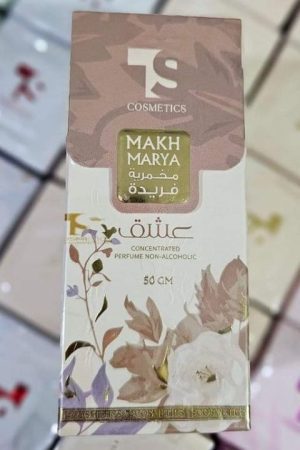 TS
COSMETICS
MAKH
MARYA
مخمرية
فريدة
عشق
CONCENTRATED
PERFUME NON-ALCOHOLIC
50 GM